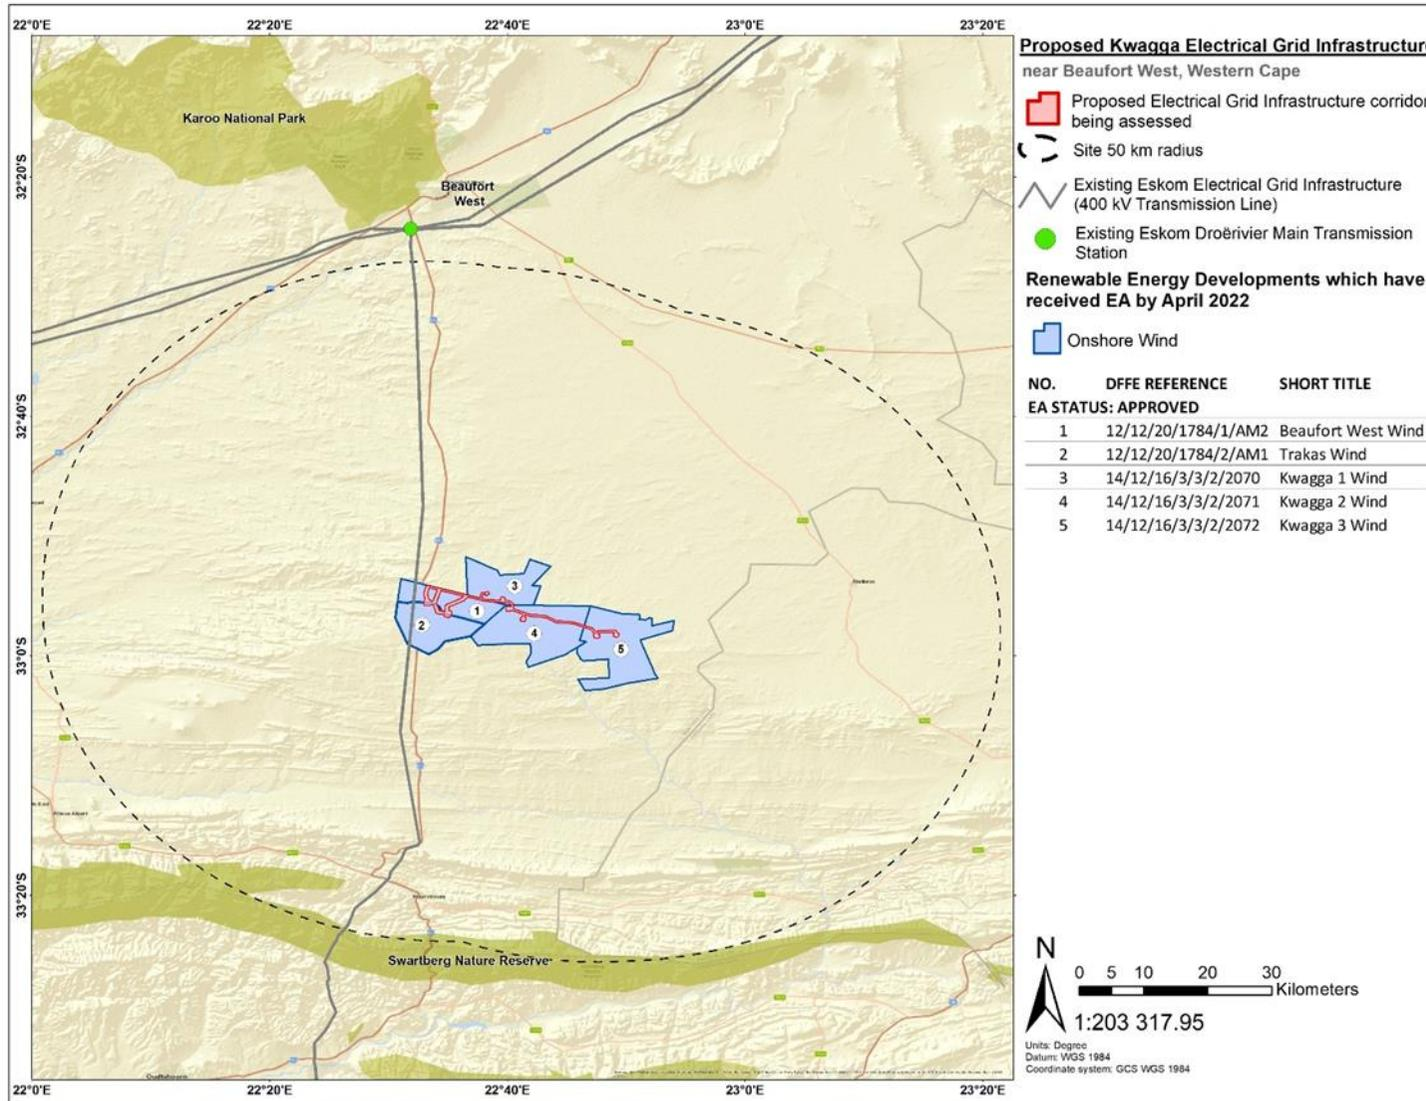 22°0'E 22°20'E 22°40'E 23°0'E 23°20'E
Proposed Kwagga Electrical Grid Infrastructure
near Beaufort West, Western Cape
Proposed Electrical Grid Infrastructure corridor
being assessed
Site 50 km radius
Existing Eskom Electrical Grid Infrastructure
(400 kV Transmission Line)
Existing Eskom Droërivier Main Transmission
Station
Renewable Energy Developments which have
received EA by April 2022
Onshore Wind
NO. DFFE REFERENCE SHORT TITLE
EA STATUS: APPROVED
1 12/12/20/1784/1/AM2 Beaufort West Wind
2 12/12/20/1784/2/AM1 Trakas Wind
3 14/12/16/3/3/2/2070 Kwagga 1 Wind
4 14/12/16/3/3/2/2071 Kwagga 2 Wind
5 14/12/16/3/3/2/2072 Kwagga 3 Wind
Karoo National Park
Beaufort
West
32°20'S
32°40'S
33°0'S
33°20'S
3
1
2
4
5
Prince Albert
Swartberg Nature Reserve
Oudtshoorn
N
0 5 10 20 30
Kilometers
1:203 317.95
Units: Degree
Datum: WGS 1984
Coordinate system: GCS WGS 1984
22°0'E 22°20'E 22°40'E 23°0'E 23°20'E